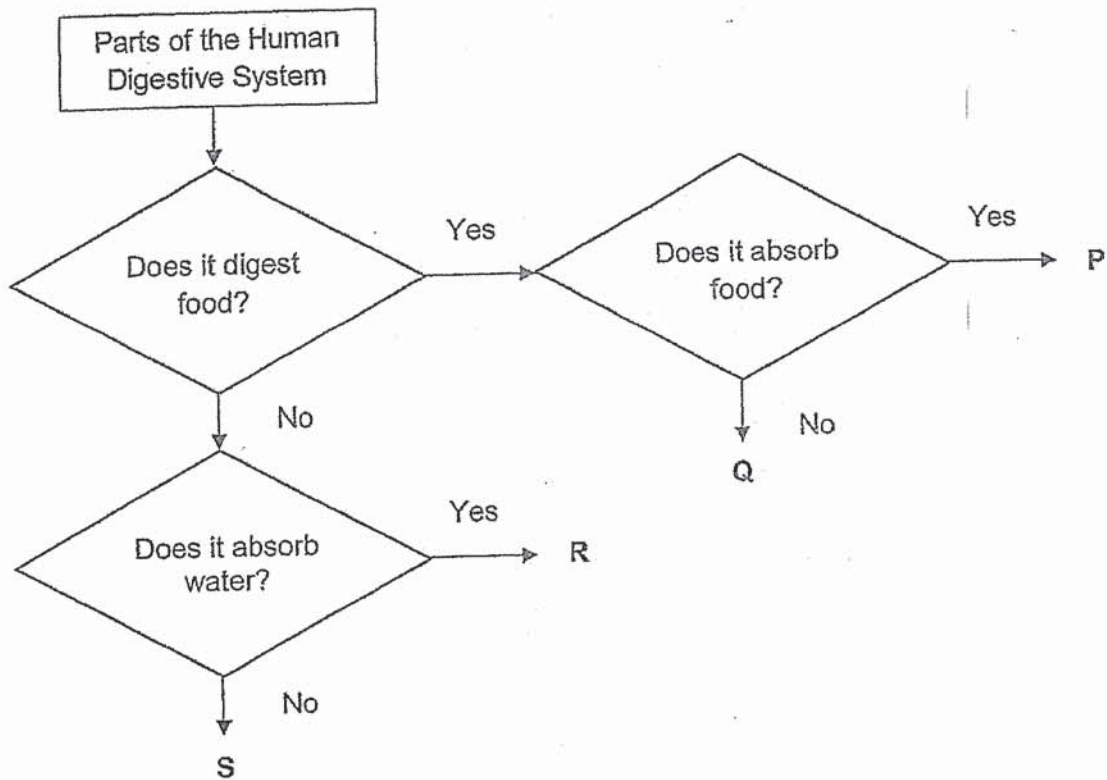 Parts of the Human
Digestive System
Does it digest
food?
Yes
Does it absorb
food?
Yes
P
No
Q
No
Does it absorb
water?
Yes
R
No
S